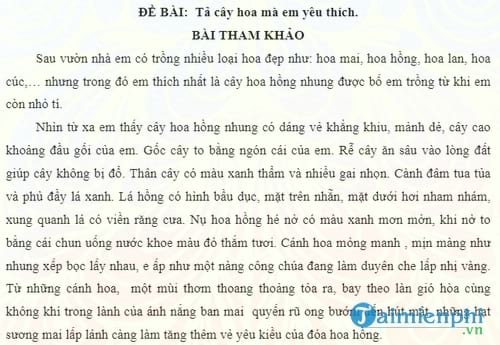 ĐỀ BÀI: Tả cây hoa mà em yêu thích.
BÀI THAM KHẢO
Sau vườn nhà em có trồng nhiều loại hoa đẹp như: hoa mai, hoa hồng, hoa lan, hoa
cúc,… nhưng trong đó em thích nhất là cây hoa hồng nhung được bố em trồng từ khi em
còn nhỏ tí.
Nhìn từ xa em thấy cây hoa hồng nhung có dáng vẻ khẳng khiu, mảnh dẻ, cây cao
khoảng đầu gối của em. Gốc cây to bằng ngón cái của em. Rễ cây ăn sâu vào lòng đất
giúp cây không bị đổ. Thân cây có màu xanh thẫm và nhiều gai nhọn. Cành đâm tua tủa
và phủ đầy lá xanh. Lá hồng có hình bầu dục, mặt trên nhẵn, mặt dưới hơi nham nhám,
xung quanh lá có viền răng cưa. Nụ hoa hồng hé nở có màu xanh mơn mởn, khi nở to
bằng cái chun uống nước khoe màu đỏ thắm tươi. Cánh hoa mỏng manh , mịn màng như
nhung xếp bọc lấy nhau, e ấp như một nàng công chúa đang làm duyên che lấp nhị vàng.
Từ những cánh hoa, một mùi thơm thoang thoảng tỏa ra, bay theo làn gió hòa cùng
không khí trong lành của ánh nắng ban mai quyến rũ ong bướm đến hút mật, những hạt
sương mai lấp lánh càng làm tăng thêm vẻ yêu kiều của đóa hoa hồng.
Taimienphi
.vn